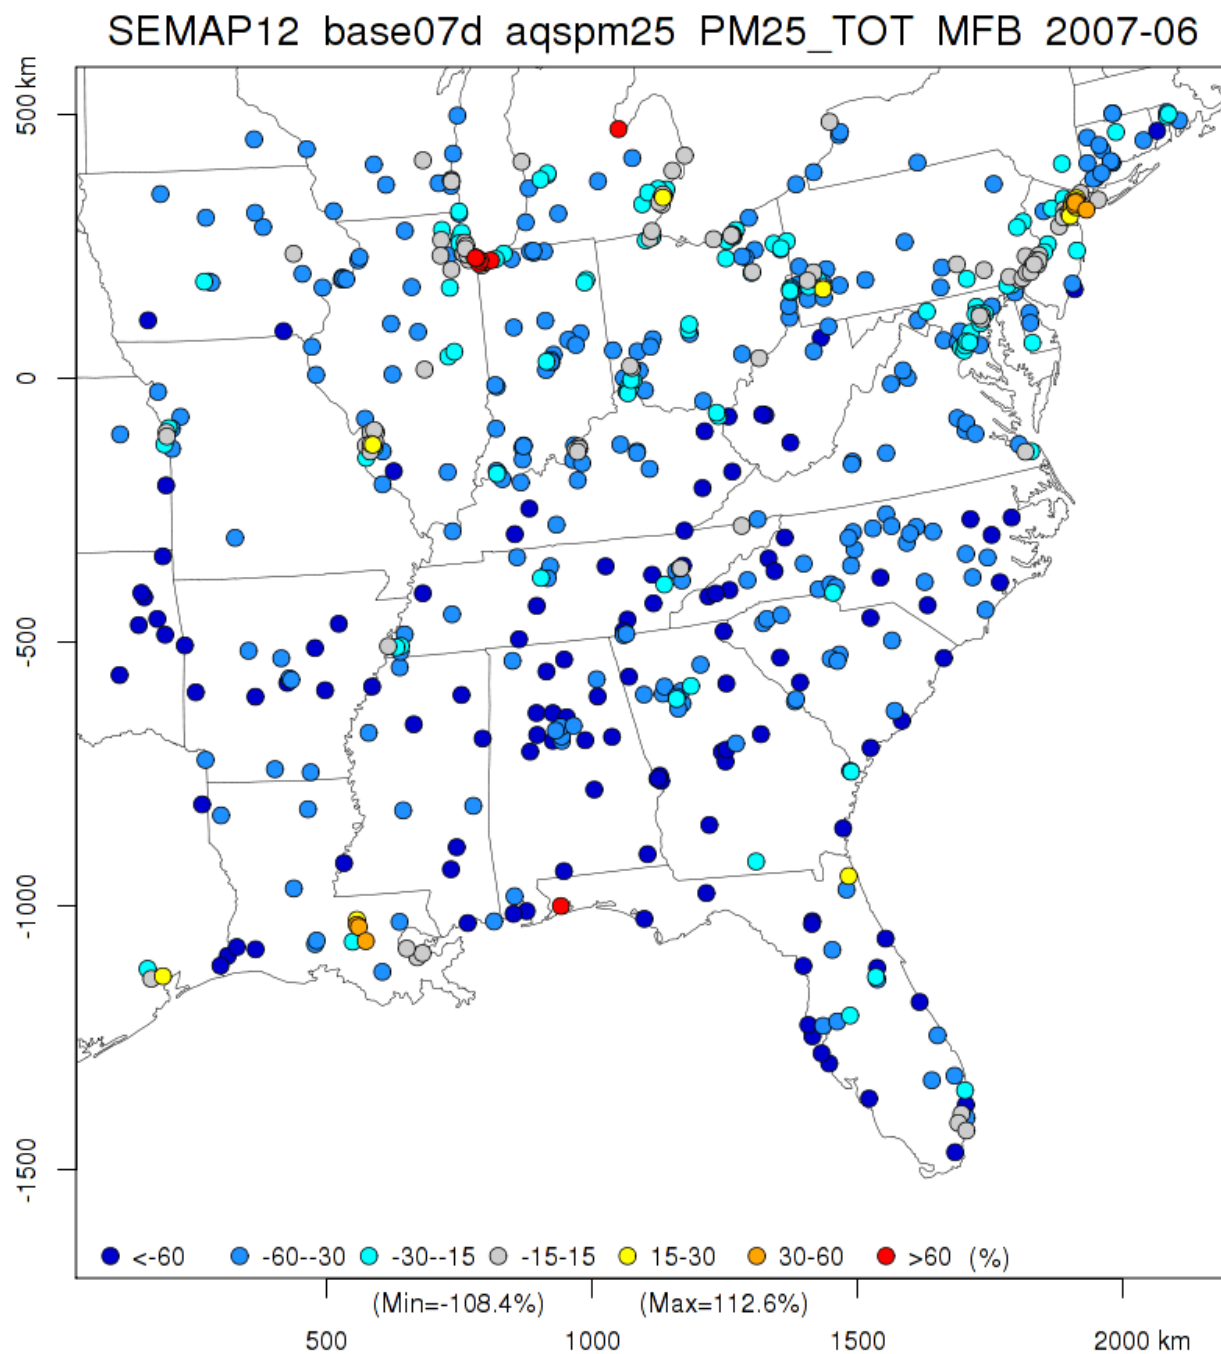 SEMAP12 base07d aqspm25 PM25_TOT MFB 2007-06
500 km
0
-500
-1000
-1500
<-60 -60--30 -30--15 -15-15 15-30 30-60 >60 (%)
(Min=-108.4%) (Max=112.6%)
500 1000 1500 2000 km